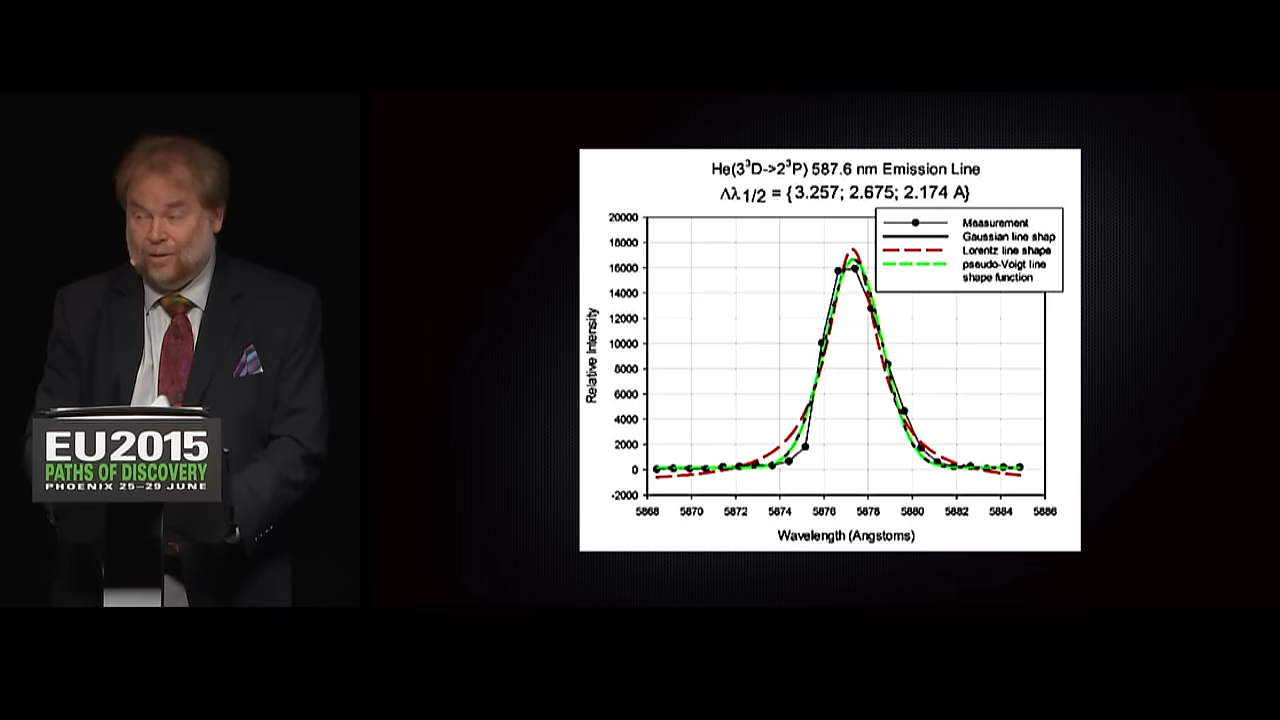 EU2015
PATHS OF DISCOVERY
PHOENIX 25–29 JUNE
He(3³D->2³P) 587.6 nm Emission Line
Δλ1/2 = {3.257; 2.675; 2.174 A}
Measurement
Gaussian line shap
Lorentz line shape
pseudo-Voigt line
shape function
Relative Intensity
20000
18000
16000
14000
12000
10000
8000
6000
4000
2000
0
-2000
5868 5870 5872 5874 5876 5878 5880 5882 5884 5886
Wavelength (Angstoms)